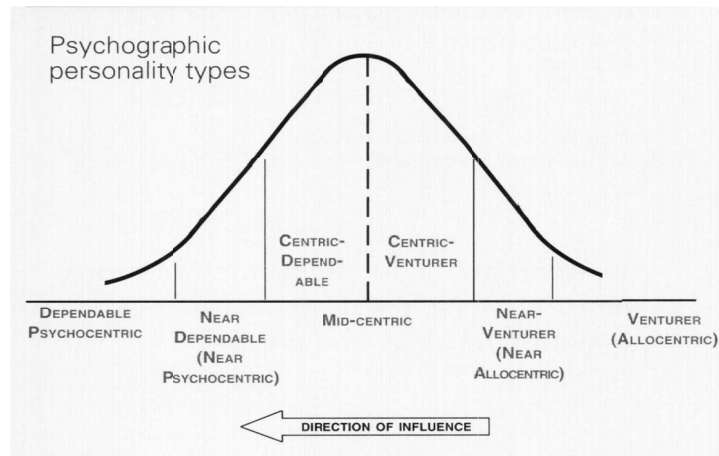 Psychographic
personality types
CENTRIC-
DEPEND-
ABLE
CENTRIC-
VENTURER
DEPENDABLE
PSYCHOCENTRIC
NEAR
DEPENDABLE
(NEAR
PSYCHOCENTRIC)
MID-CENTRIC
NEAR-
VENTURER
(NEAR
ALLOCENTRIC)
VENTURER
(ALLOCENTRIC)
DIRECTION OF INFLUENCE